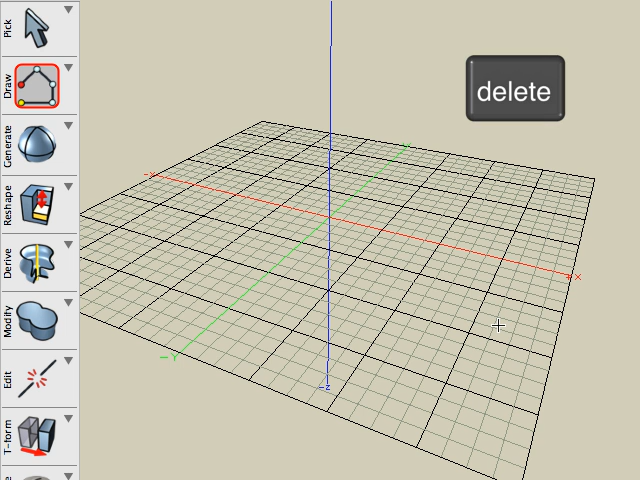 Pick
Draw
Generate
Reshape
Derive
Modify
Edit
T-form
delete
-X
+ X
-Y
-Z